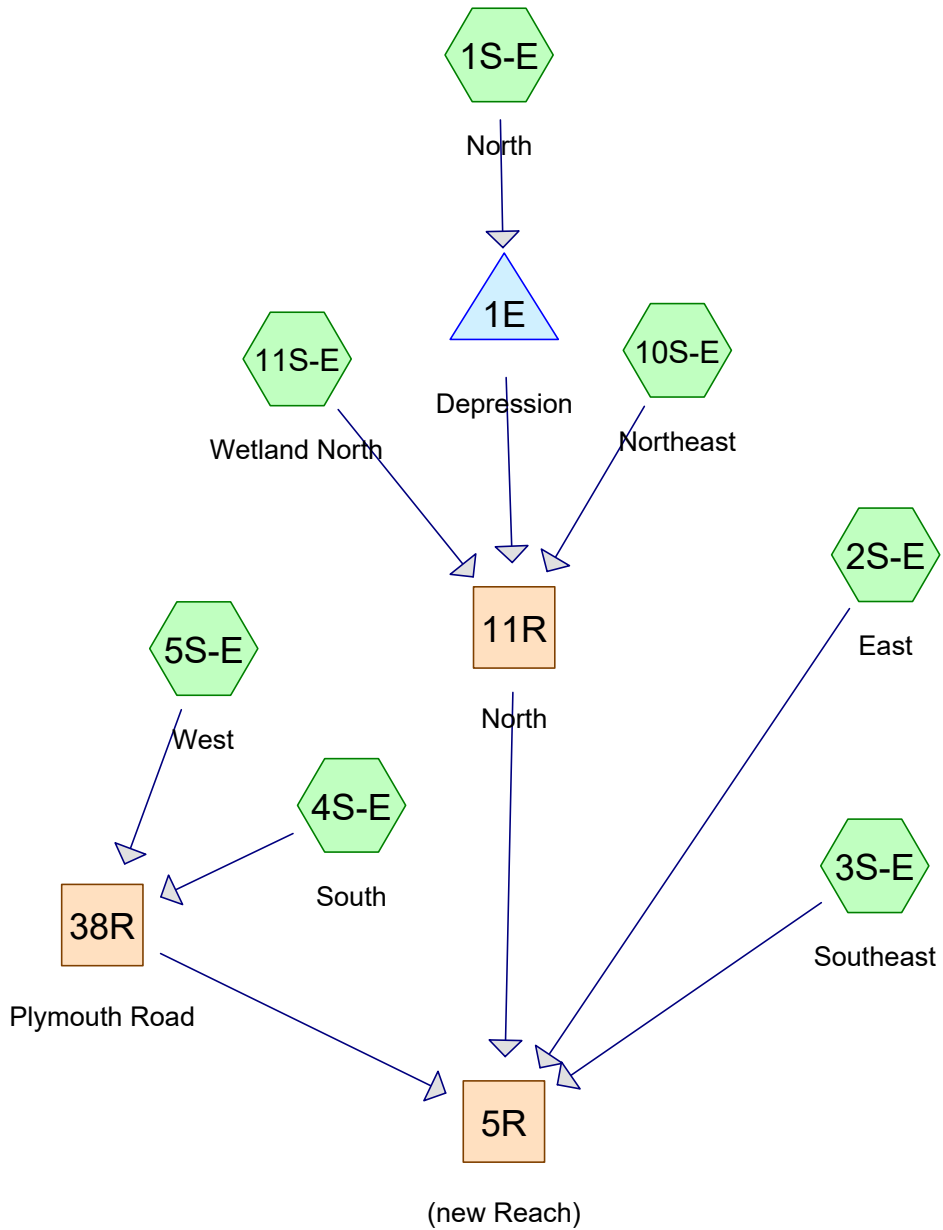 1S-E
North
1E
Depression
11S-E
Wetland North
10S-E
Northeast
2S-E
East
11R
North
5S-E
West
4S-E
South
3S-E
Southeast
38R
Plymouth Road
5R
(new Reach)